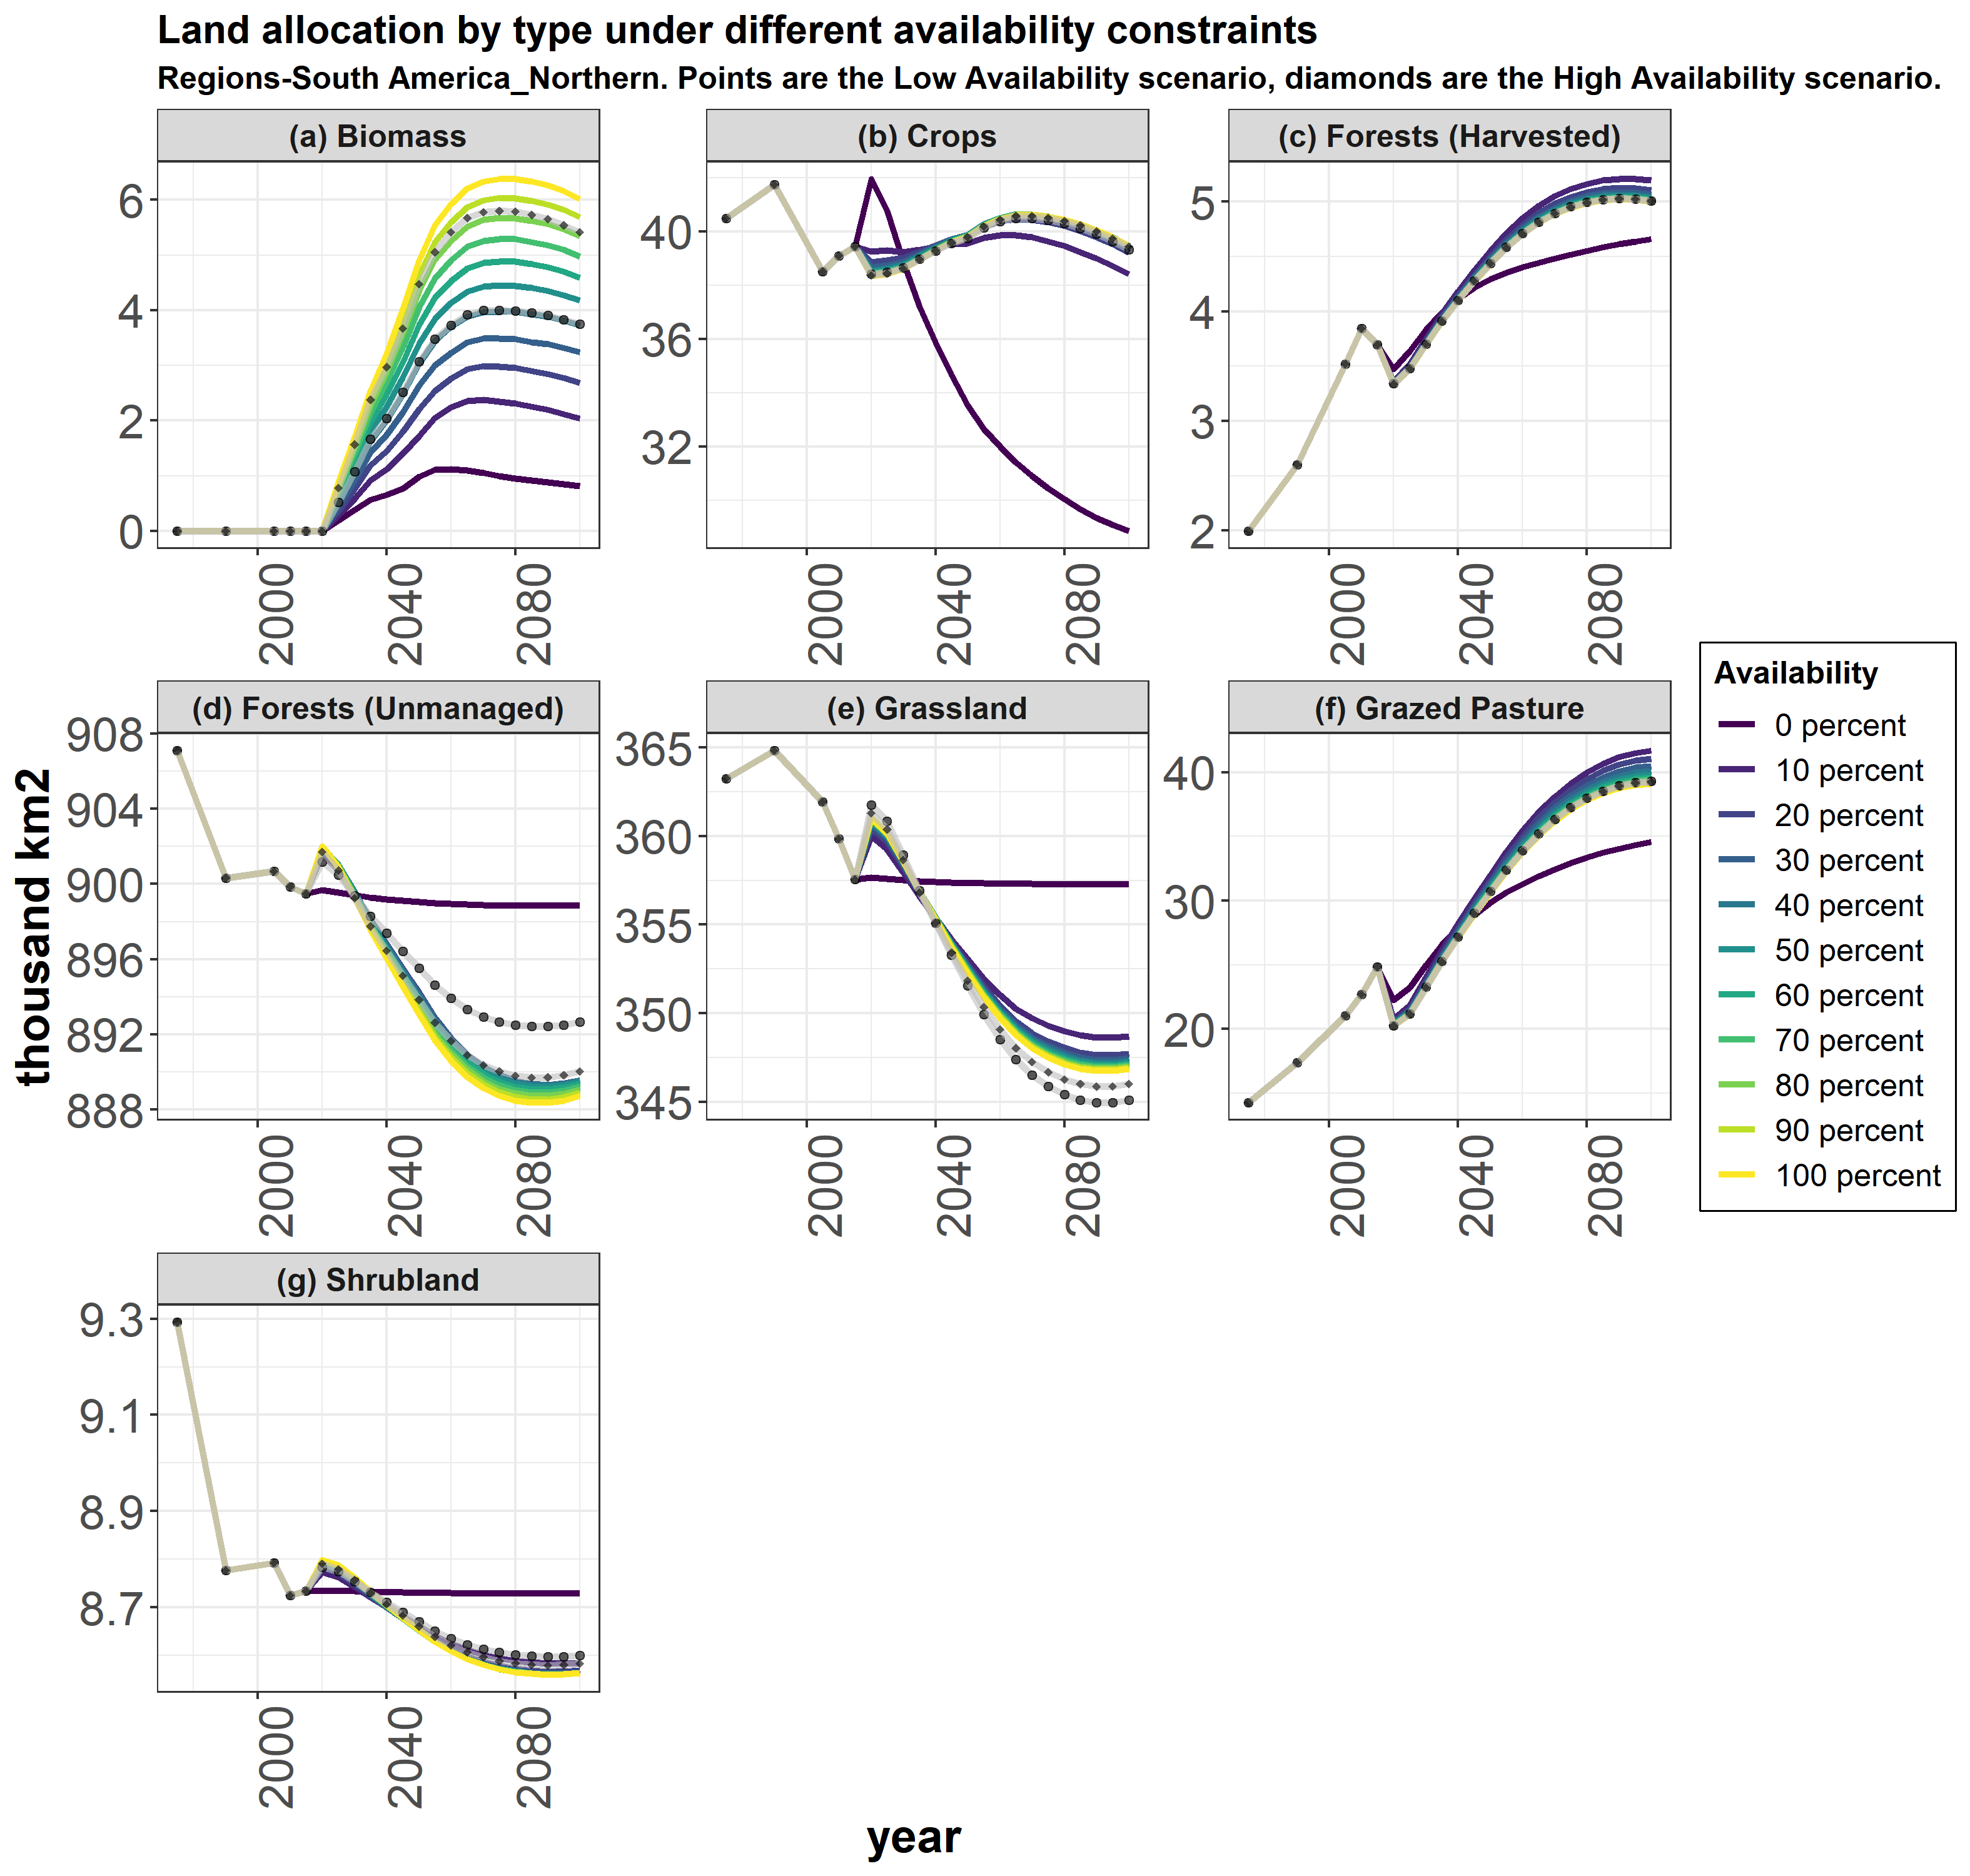 Land allocation by type under different availability constraints
Regions-South America_Northern. Points are the Low Availability scenario, diamonds are the High Availability scenario.
(a) Biomass
6
4
2
0
2000
2040
2080
(b) Crops
40
36
32
2000
2040
2080
(c) Forests (Harvested)
5
4
3
2
2000
2040
2080
(d) Forests (Unmanaged)
908
904
900
896
892
888
2000
2040
2080
(e) Grassland
365
360
355
350
345
2000
2040
2080
(f) Grazed Pasture
40
30
20
2000
2040
2080
(g) Shrubland
9.3
9.1
8.9
8.7
2000
2040
2080
thousand km2
year
Availability
0 percent
10 percent
20 percent
30 percent
40 percent
50 percent
60 percent
70 percent
80 percent
90 percent
100 percent